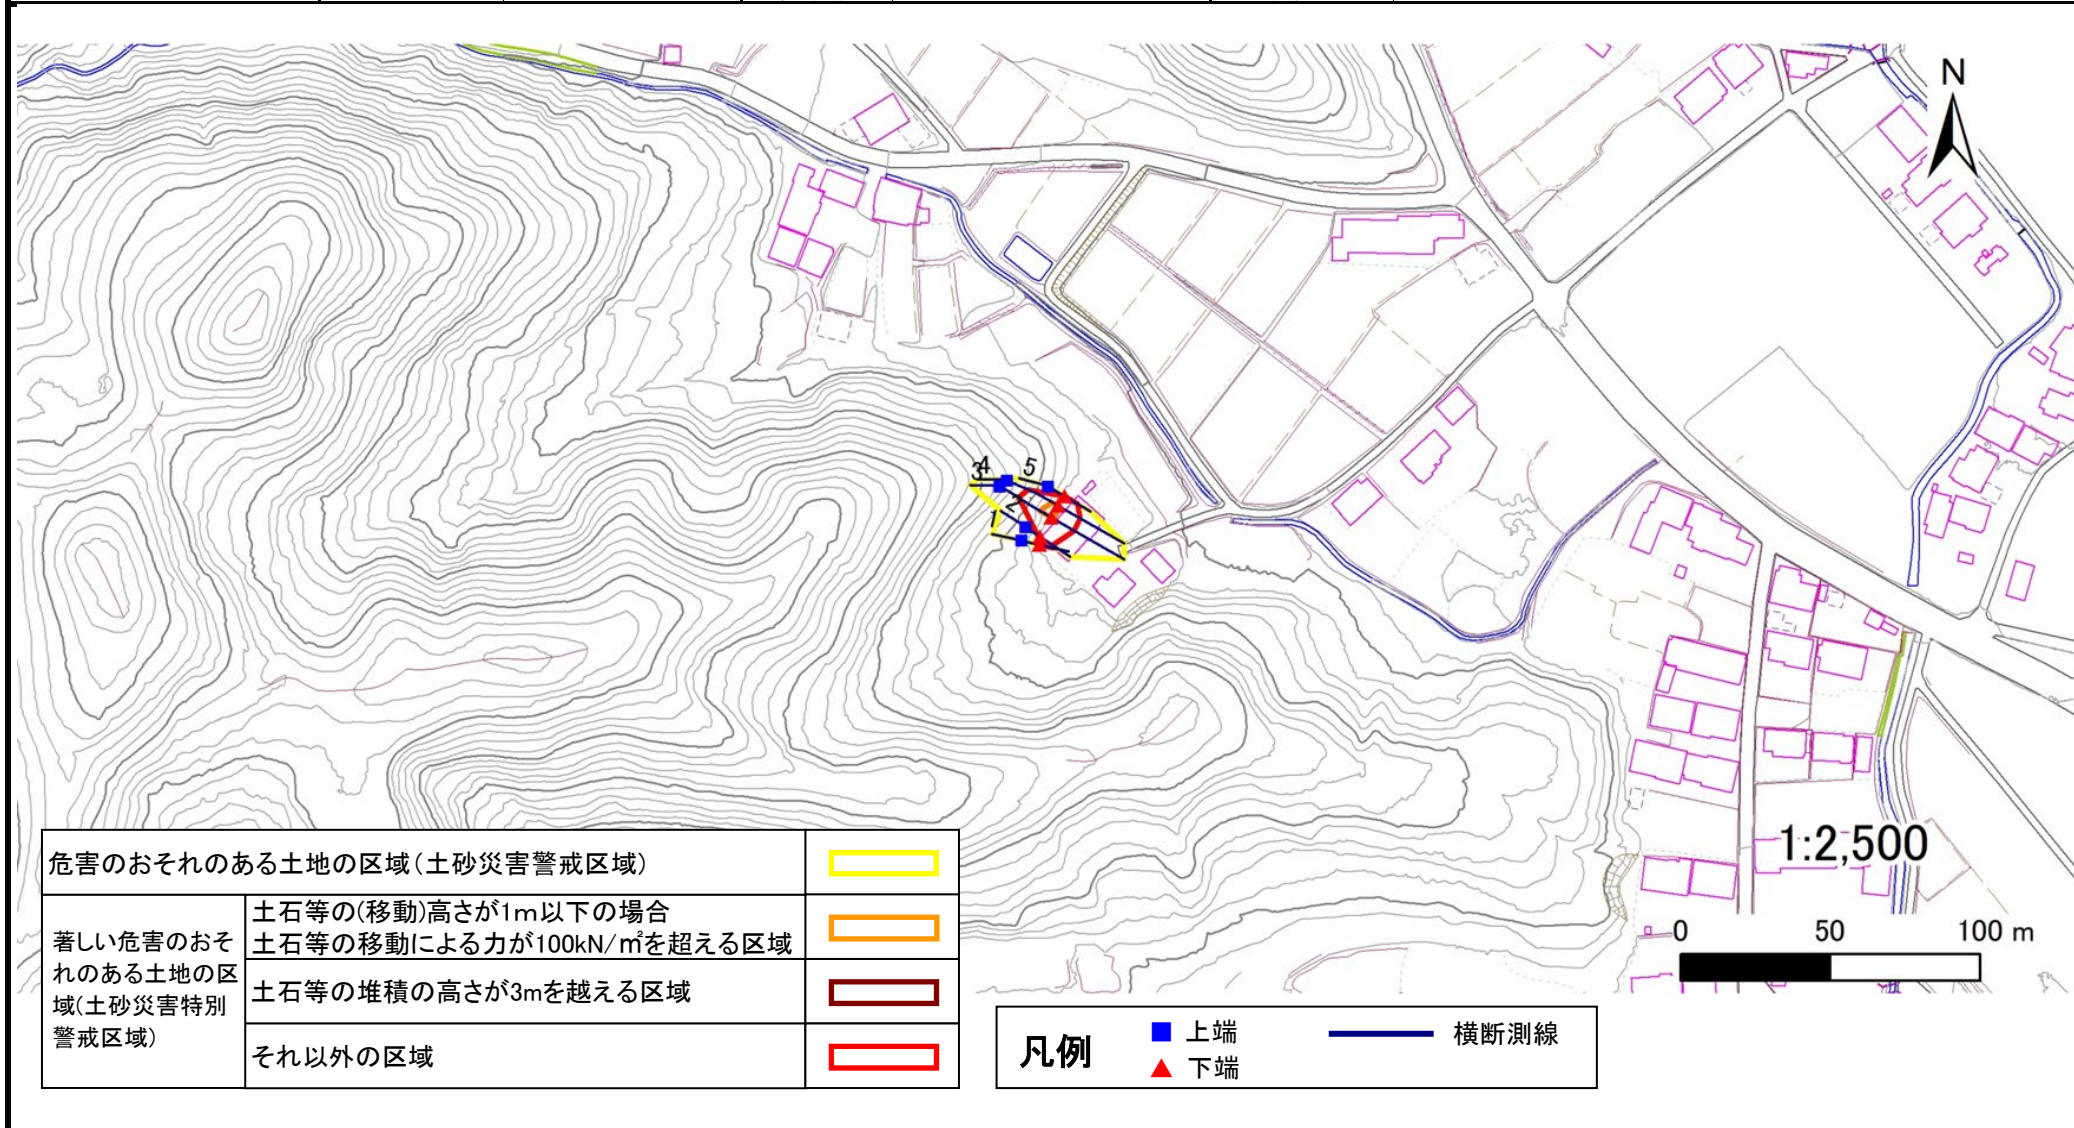 N
3
4
5
2
1
1:2,500
0 50 100 m
危害のおそれのある土地の区域(土砂災害警戒区域)
著しい危害のおそ
れのある土地の区
域(土砂災害特別
警戒区域)
土石等の(移動)高さが1m以下の場合
土石等の移動による力が100kN/㎡を超える区域
土石等の堆積の高さが3mを越える区域
それ以外の区域
凡例
上端
下端
横断測線